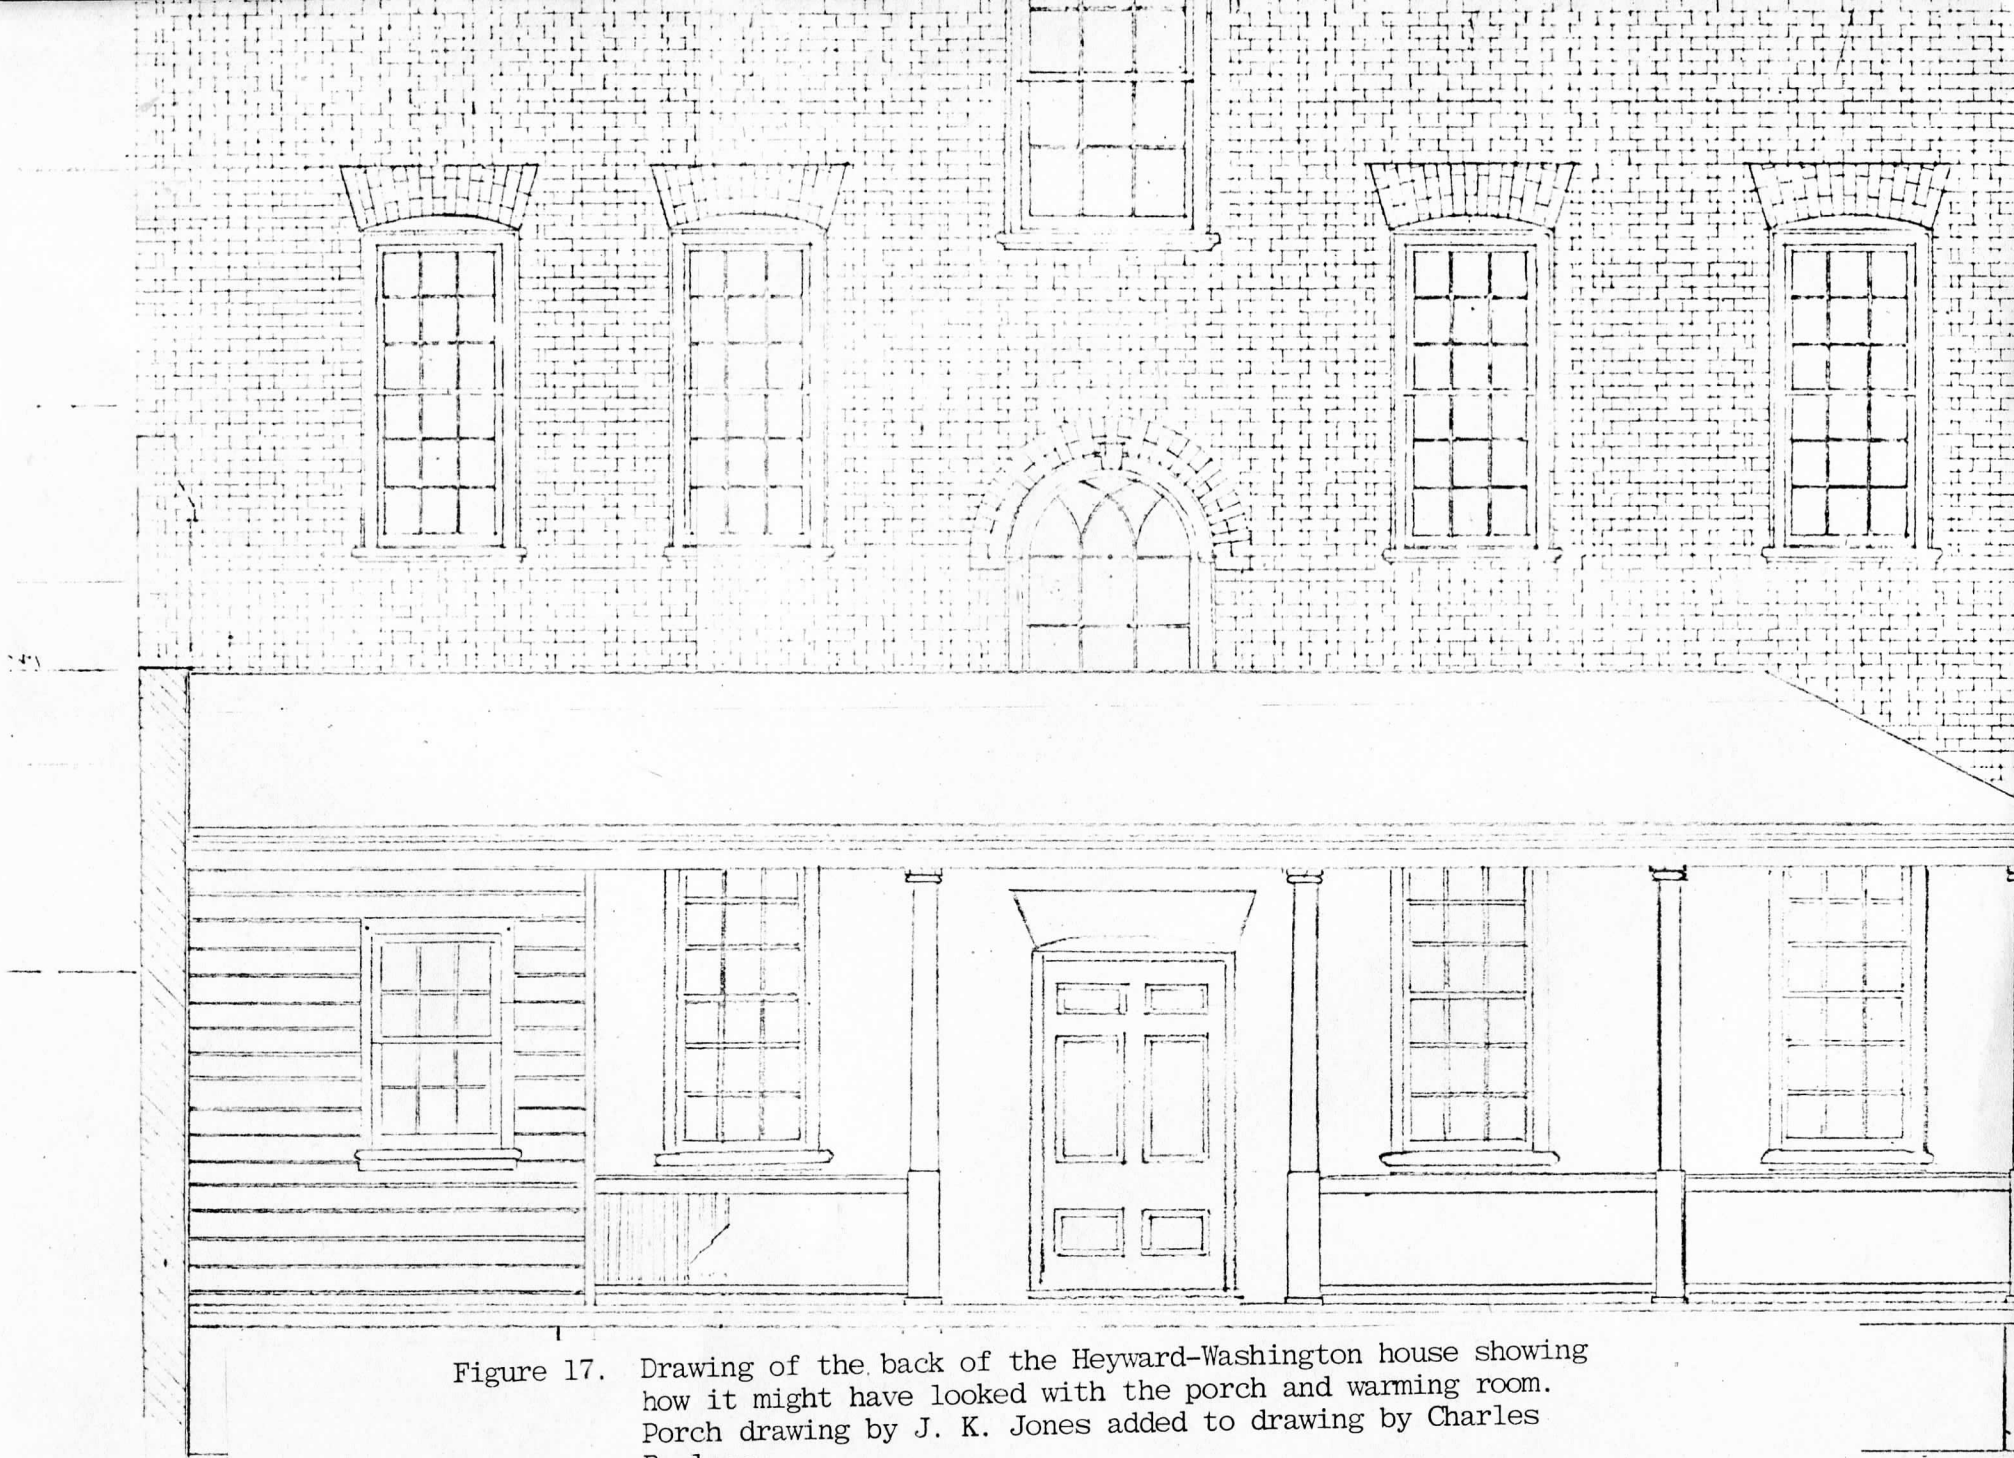 Figure 17. Drawing of the back of the Heyward-Washington house showing
how it might have looked with the porch and warming room.
Porch drawing by J. K. Jones added to drawing by Charles